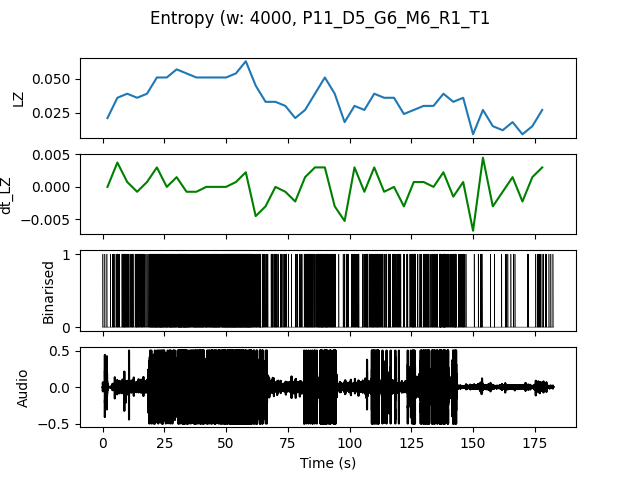 Entropy (w: 4000, P11_D5_G6_M6_R1_T1
0.050
0.025
LZ
0.005
0.000
−0.005
dt_LZ
1
0
Binarised
0.5
0.0
−0.5
Audio
0 25 50 75 100 125 150 175
Time (s)